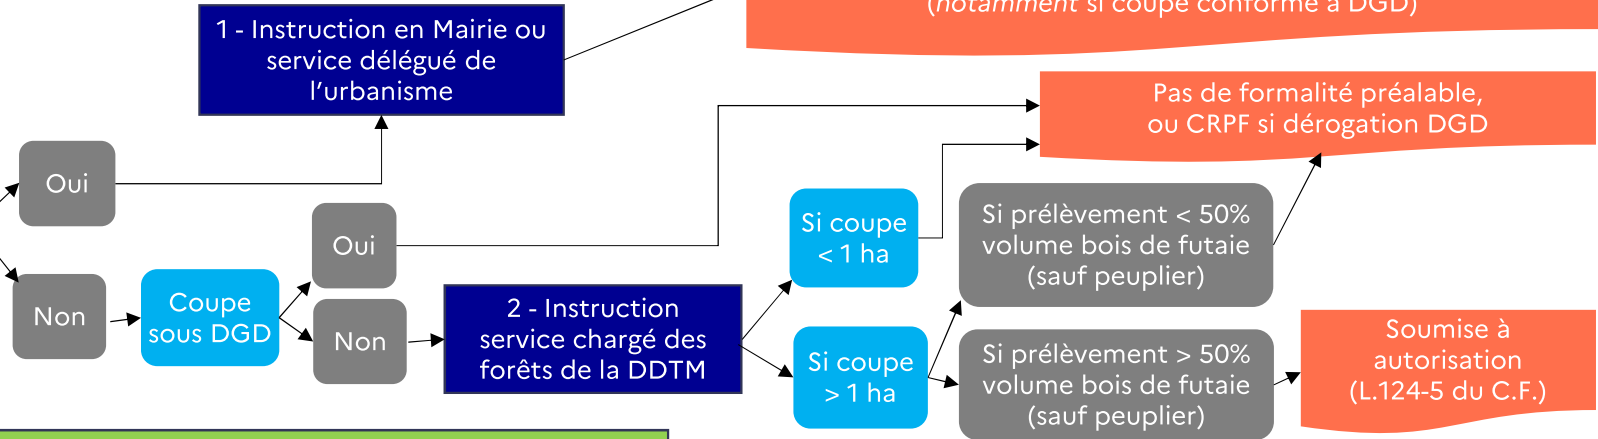 (notamment si coupe conforme à DGD)
1 - Instruction en Mairie ou
service délégué de
l'urbanisme
Pas de formalité préalable,
ou CRPF si dérogation DGD
Oui
Oui
Si coupe
< 1 ha
Si prélèvement < 50%
volume bois de futaie
(sauf peuplier)
Non
Coupe
sous DGD
Non
2 - Instruction
service chargé des
forêts de la DDTM
Si coupe
> 1 ha
Si prélèvement > 50%
volume bois de futaie
(sauf peuplier)
Soumise à
autorisation
(L.124-5 du C.F.)